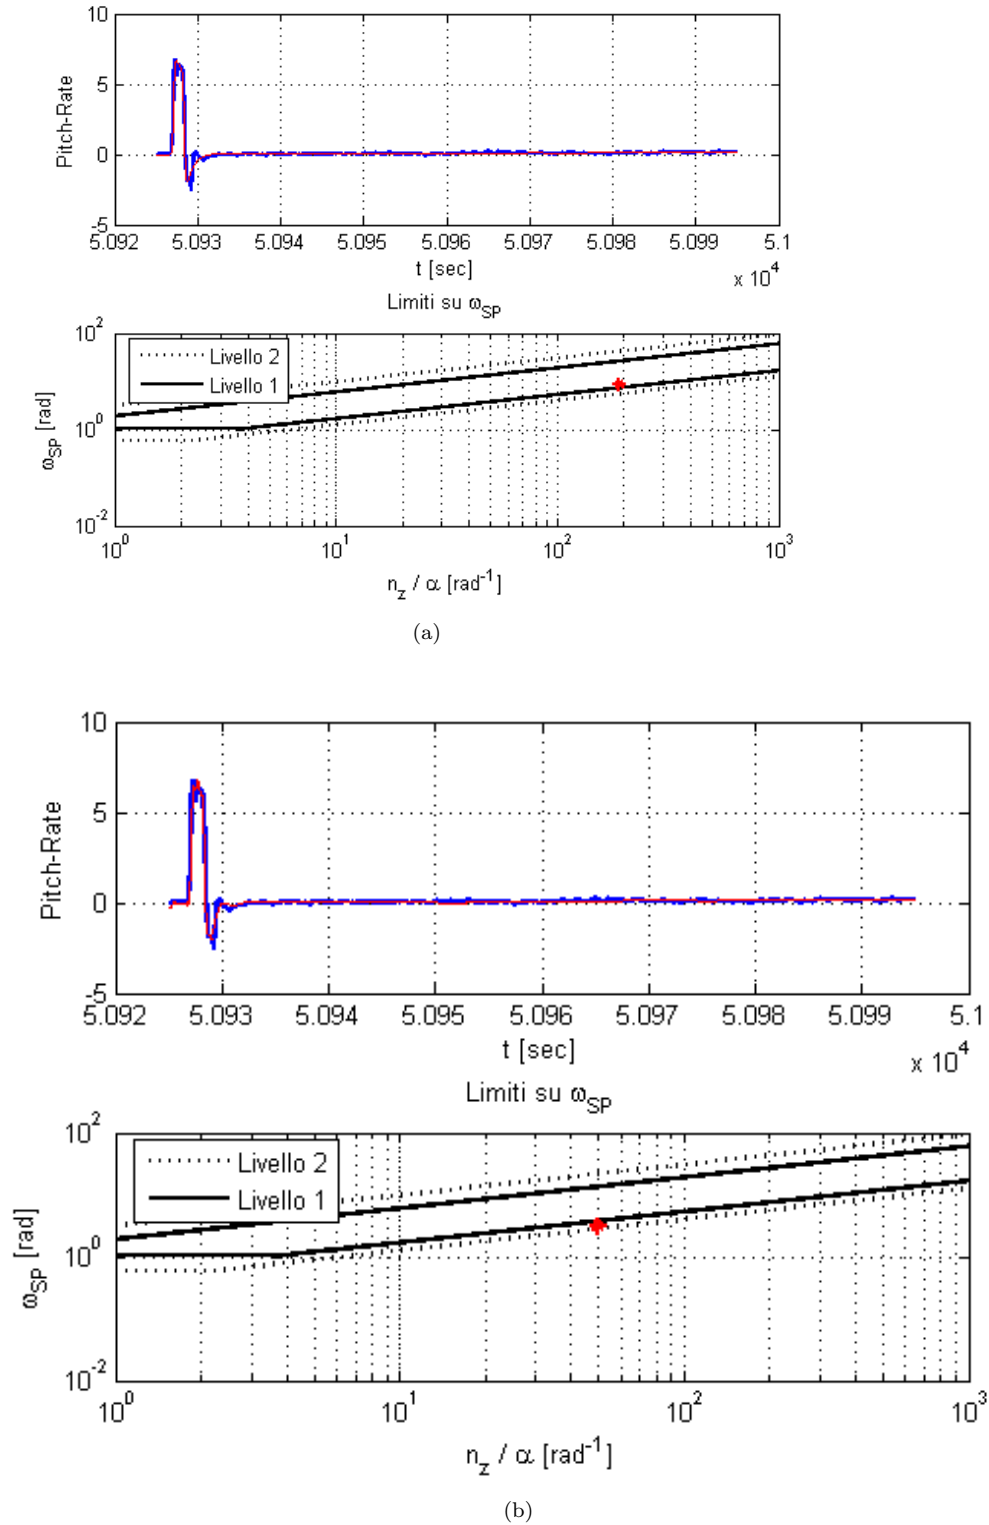 10
5
0
-5
Pitch-Rate
5.092 5.093 5.094 5.095 5.096 5.097 5.098 5.099 5.1
t [sec]
x 10^4
Limiti su ω_SP
10^2
10^0
10^-2
ω_SP [rad]
Livello 2
Livello 1
10^0 10^1 10^2 10^3
n_z / α [rad^-1]
(a)
10
5
0
-5
Pitch-Rate
5.092 5.093 5.094 5.095 5.096 5.097 5.098 5.099 5.1
t [sec]
x 10^4
Limiti su ω_SP
10^2
10^0
10^-2
ω_SP [rad]
Livello 2
Livello 1
10^0 10^1 10^2 10^3
n_z / α [rad^-1]
(b)